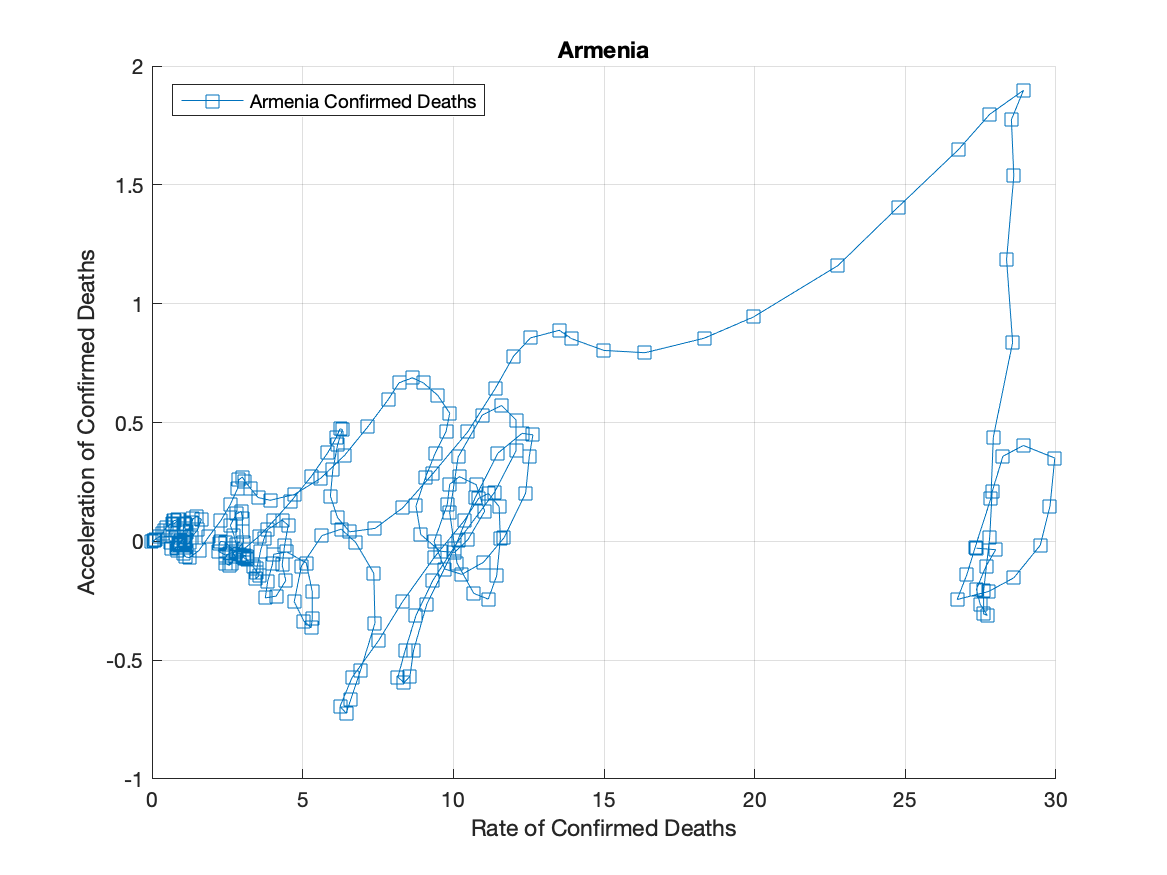 Armenia
2
Armenia Confirmed Deaths
1.5
1
0.5
0
-0.5
-1
Acceleration of Confirmed Deaths
0 5 10 15 20 25 30
Rate of Confirmed Deaths